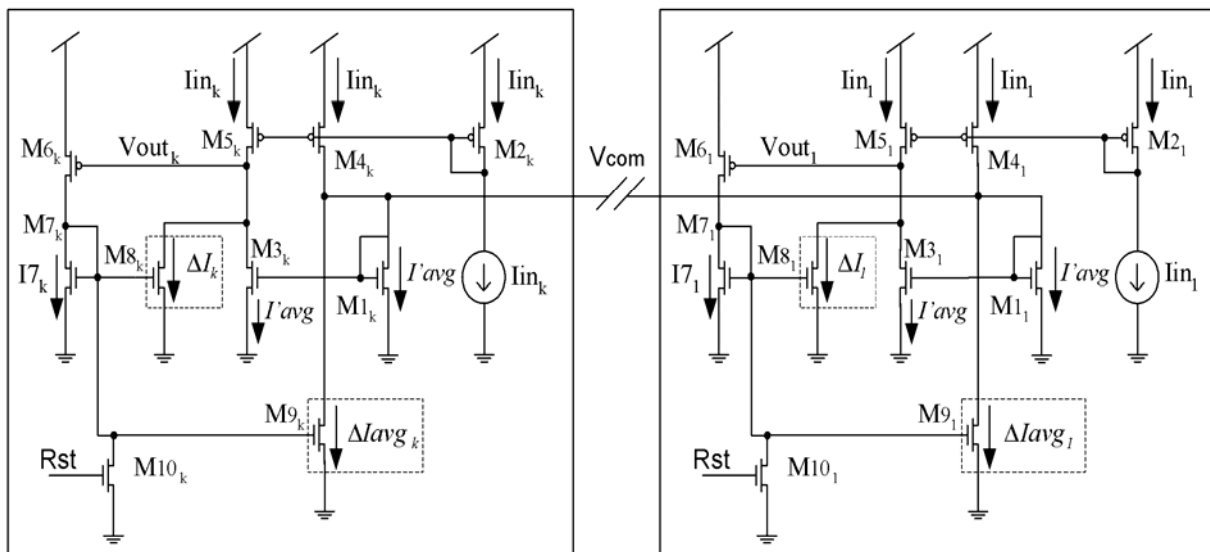 Iin_k Iin_k Iin_k
M6_k Vout_k M5_k M4_k M2_k
Vcom
M7_k M8_k ΔI_k M3_k
I7_k I'avg M1_k I'avg Iin_k
M9_k ΔIavg_k
Rst M10_k
Iin_1 Iin_1 Iin_1
M6_1 Vout_1 M5_1 M4_1 M2_1
M7_1 M8_1 ΔI_1 M3_1
I7_1 I'avg M1_1 I'avg Iin_1
M9_1 ΔIavg_1
Rst M10_1